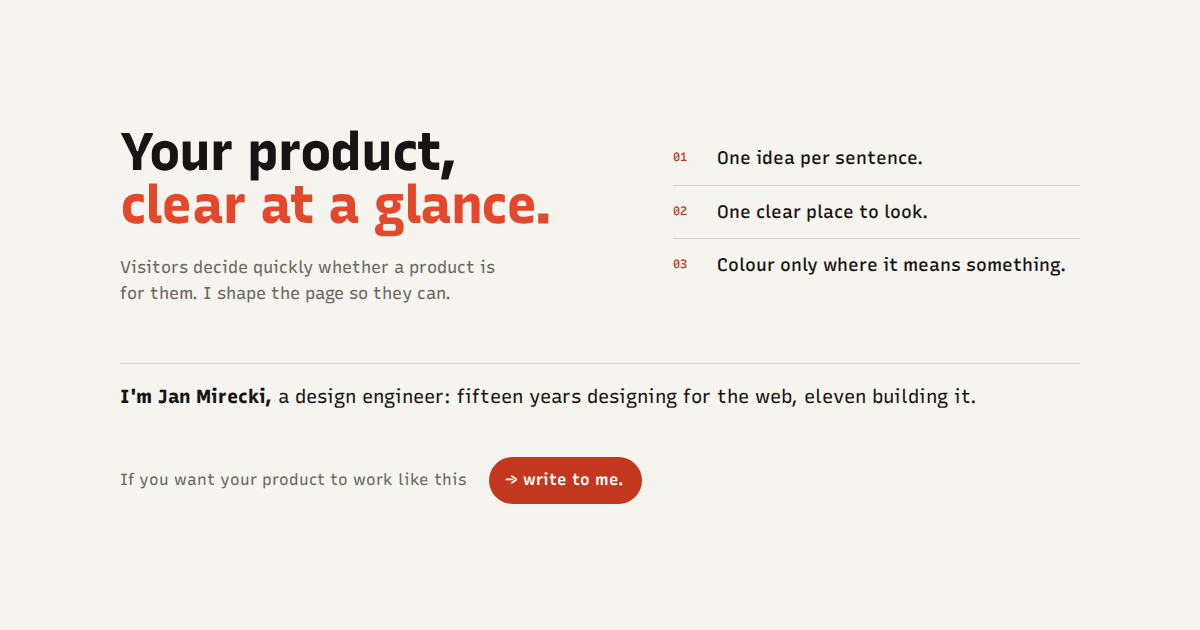 Your product,
clear at a glance.
Visitors decide quickly whether a product is
for them. I shape the page so they can.
01 One idea per sentence.
02 One clear place to look.
03 Colour only where it means something.
I'm Jan Mirecki, a design engineer: fifteen years designing for the web, eleven building it.
If you want your product to work like this
→ write to me.